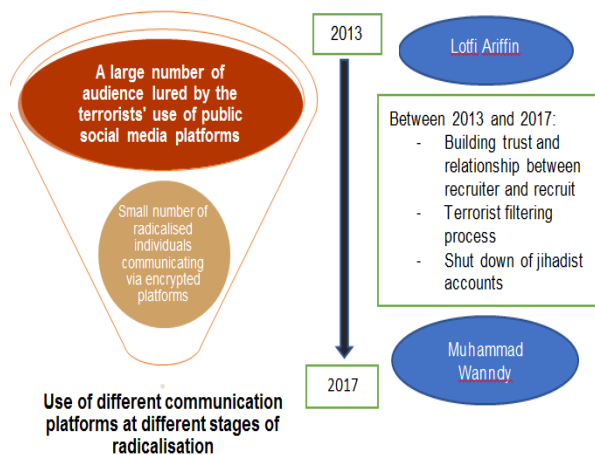 A large number of
audience lured by the
terrorists' use of public
social media platforms
Small number of
radicalised
individuals
communicating
via encrypted
platforms
Use of different communication
platforms at different stages of
radicalisation
2013
2017
Lotfi Ariffin
Between 2013 and 2017:
- Building trust and
relationship between
recruiter and recruit
- Terrorist filtering
process
- Shut down of jihadist
accounts
Muhammad
Wanndy